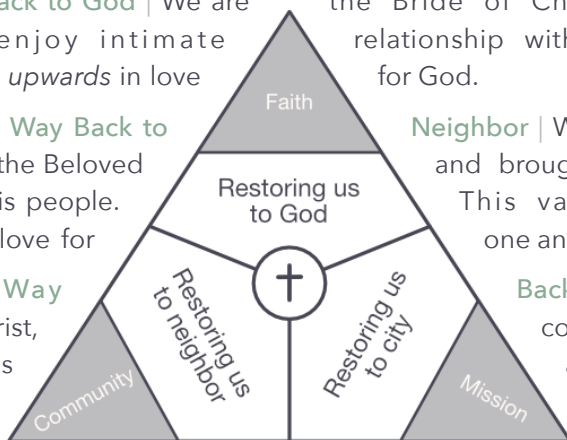 Back to God | We are
the Bride of Ch
enjoy intimate
relationship with
upwards in love
for God.
Faith
Way Back to
Neighbor | W
the Beloved
and broug
is people.
This va
love for
one an
Restoring us
to God
Way
Back
rist,
co
s
Restoring us
to neighbor
Restoring us
to city
Community
Mission